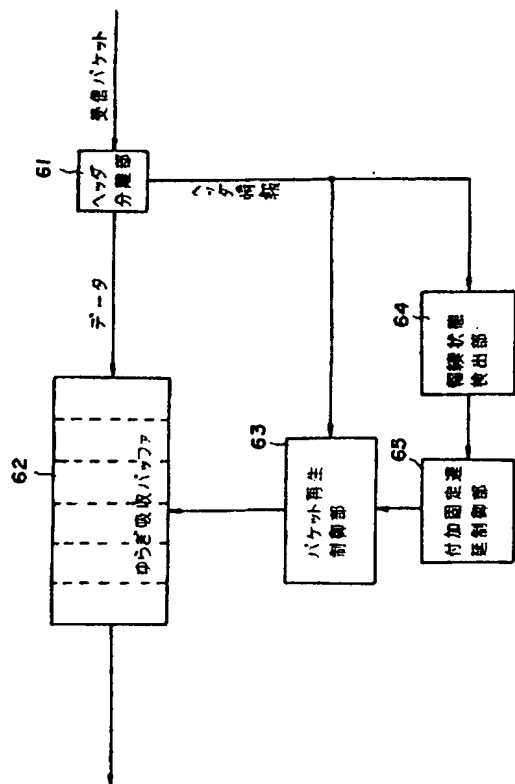 受信パケット
61
ヘッダ
分離部
ヘッダ
情報
データ
62
ゆらぎ吸収バッファ
63
パケット再生
制御部
64
輻輳状態
検出部
65
付加固定遅
延制御部